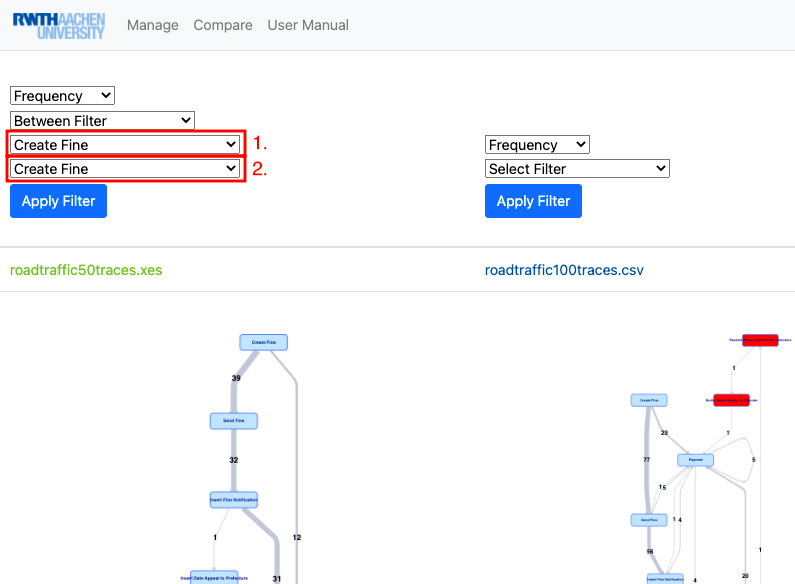 RWTH AACHEN
UNIVERSITY
Manage Compare User Manual
Frequency
Between Filter
Create Fine 1.
Create Fine 2.
Apply Filter
Frequency
Select Filter
Apply Filter
roadtraffic50traces.xes
roadtraffic100traces.csv
Create Fine
39
Send Fine
32
Insert Fine Notification
1
12
Insert Date Appeal to Prefecture
31
1
Create Fine
1
23
Payment
77
5
1 5
Send Fine
1 4
56
1
Insert Fine Notification
4
20